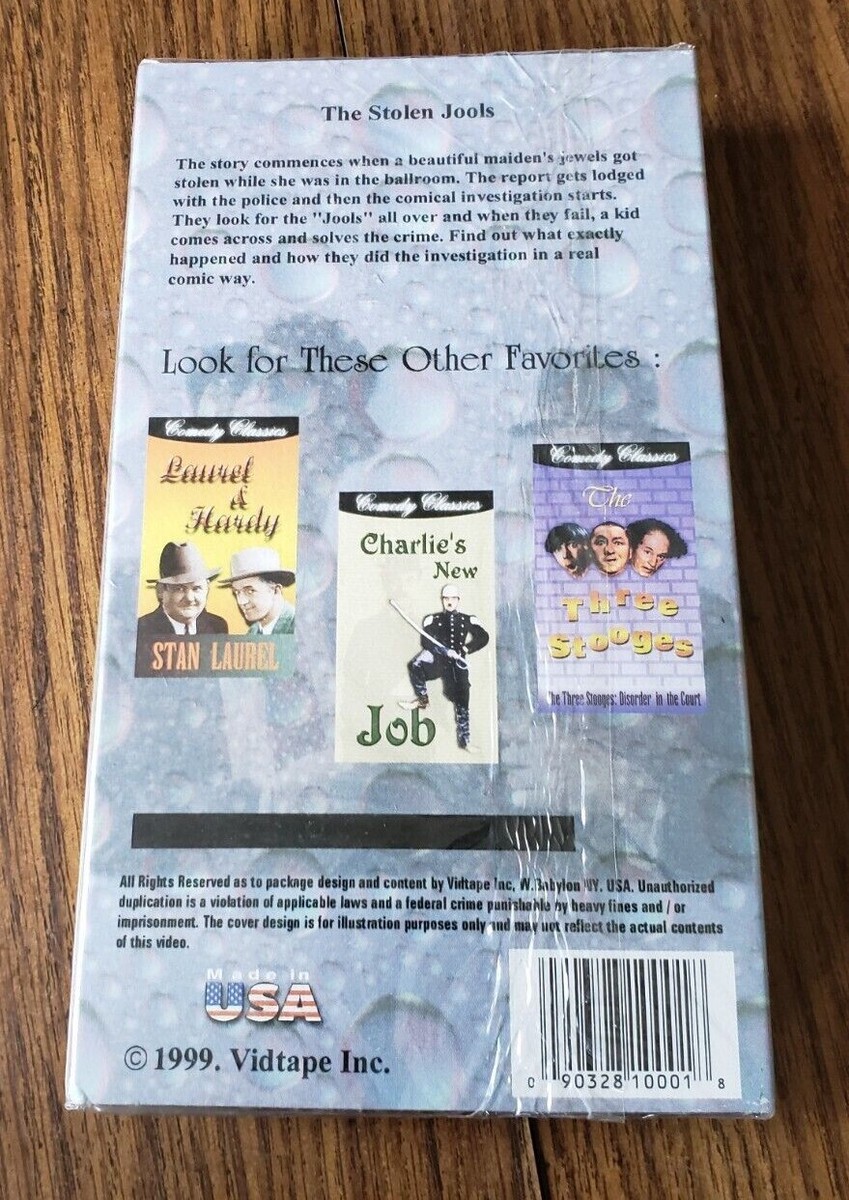 The Stolen Jools
The story commences when a beautiful maiden's jewels got
stolen while she was in the ballroom. The report gets lodged
with the police and then the comical investigation starts.
They look for the "Jools" all over and when they fail, a kid
comes across and solves the crime. Find out what exactly
happened and how they did the investigation in a real
comic way.
Look for These Other Favorites :
Comedy Classics
Laurel
&
Hardy
STAN LAUREL
Comedy Classics
Charlie's
New
Job
Comedy Classics
The
Three
Stooges
The Three Stooges: Disorder in the Court
All Rights Reserved as to package design and content by Vidtape Inc, W.Babylon NY. USA. Unauthorized
duplication is a violation of applicable laws and a federal crime punishable by heavy fines and / or
imprisonment. The cover design is for illustration purposes only and may not reflect the actual contents
of this video.
Made in
USA
© 1999. Vidtape Inc.
0 90328 10001 8